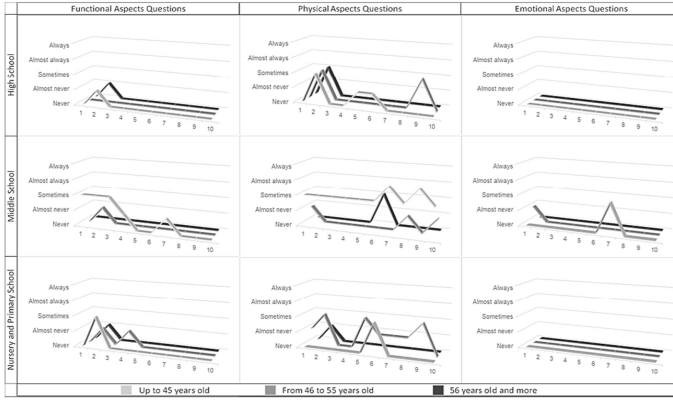 Functional Aspects Questions
Physical Aspects Questions
Emotional Aspects Questions
High School
Always
Almost always
Sometimes
Almost never
Never
1 2 3 4 5 6 7 8 9 10
Always
Almost always
Sometimes
Almost never
Never
1 2 3 4 5 6 7 8 9 10
Always
Almost always
Sometimes
Almost never
Never
1 2 3 4 5 6 7 8 9 10
Middle School
Always
Almost always
Sometimes
Almost never
Never
1 2 3 4 5 6 7 8 9 10
Always
Almost always
Sometimes
Almost never
Never
1 2 3 4 5 6 7 8 9 10
Always
Almost always
Sometimes
Almost never
Never
1 2 3 4 5 6 7 8 9 10
Nursery and Primary School
Always
Almost always
Sometimes
Almost never
Never
1 2 3 4 5 6 7 8 9 10
Always
Almost always
Sometimes
Almost never
Never
1 2 3 4 5 6 7 8 9 10
Always
Almost always
Sometimes
Almost never
Never
1 2 3 4 5 6 7 8 9 10
Up to 45 years old
From 46 to 55 years old
56 years old and more